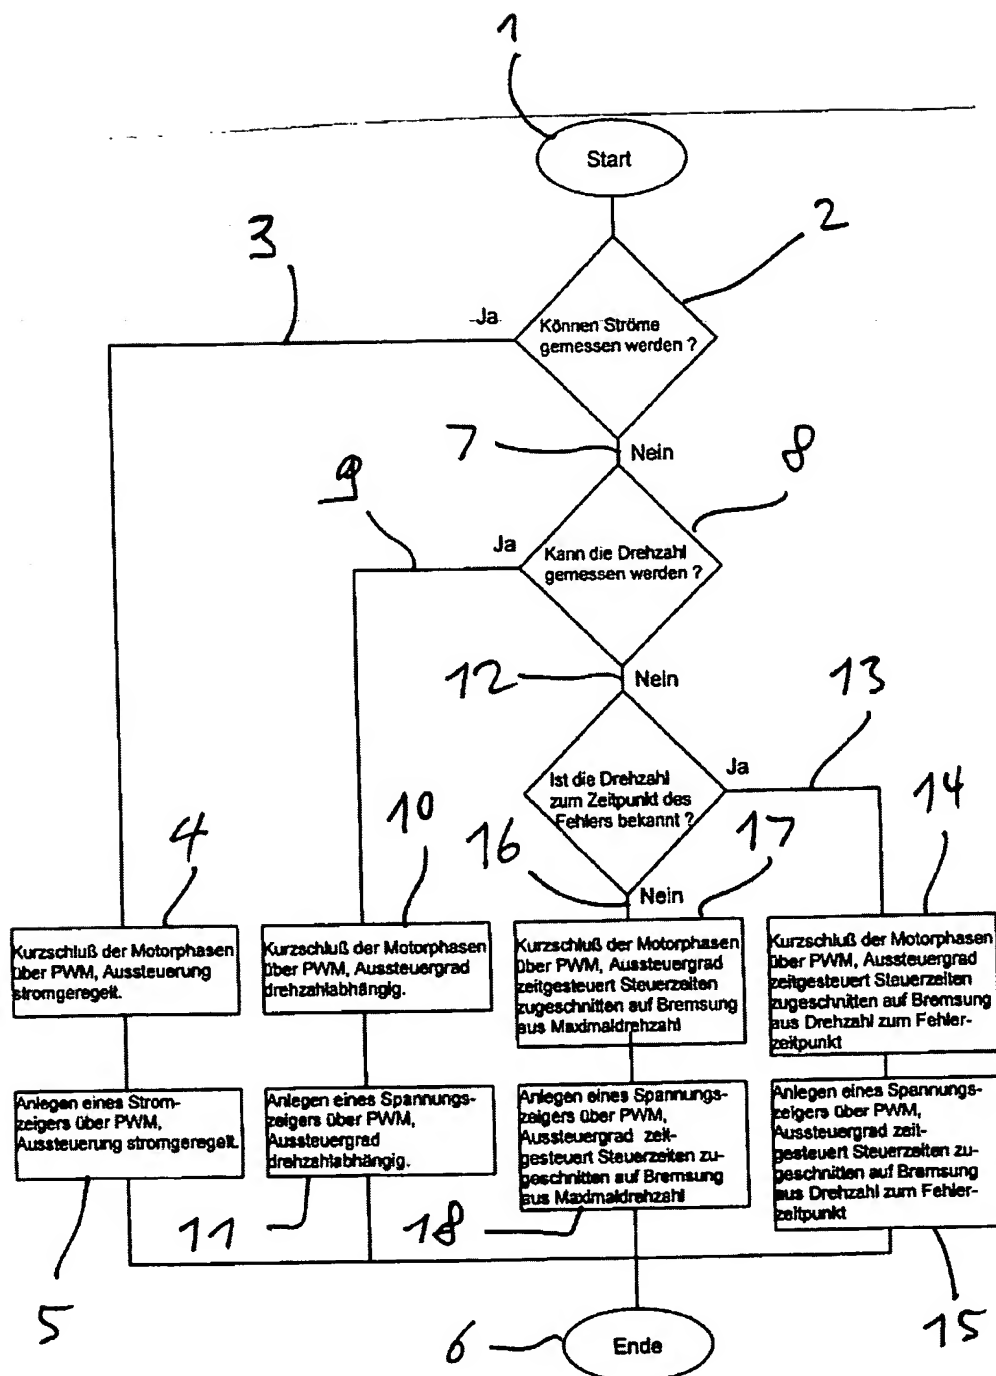 1
Start
2
3
Ja
Können Ströme
gemessen werden ?
7
Nein
8
9
Ja
Kann die Drehzahl
gemessen werden ?
12
Nein
13
Ja
Ist die Drehzahl
zum Zeitpunkt des
Fehlers bekannt ?
4
10
16
17
14
Nein
Kurzschluß der Motorphasen
über PWM, Aussteuerung
stromgeregelt.
Kurzschluß der Motorphasen
über PWM, Aussteuergrad
drehzahlabhängig.
Kurzschluß der Motorphasen
über PWM, Aussteuergrad
zeitgesteuert Steuerzeiten
zugeschnitten auf Bremsung
aus Maximaldrehzahl
Kurzschluß der Motorphasen
über PWM, Aussteuergrad
zeitgesteuert Steuerzeiten
zugeschnitten auf Bremsung
aus Drehzahl zum Fehler-
zeitpunkt
Anlegen eines Strom-
zeigers über PWM,
Aussteuerung stromgeregelt.
Anlegen eines Spannungs-
zeigers über PWM,
Aussteuergrad
drehzahlabhängig.
Anlegen eines Spannungs-
zeigers über PWM,
Aussteuergrad zeit-
gesteuert Steuerzeiten zu-
geschnitten auf Bremsung
aus Maximaldrehzahl
Anlegen eines Spannungs-
zeigers über PWM,
Aussteuergrad zeit-
gesteuert Steuerzeiten zu-
geschnitten auf Bremsung
aus Drehzahl zum Fehler-
zeitpunkt
5
11
18
15
6
Ende